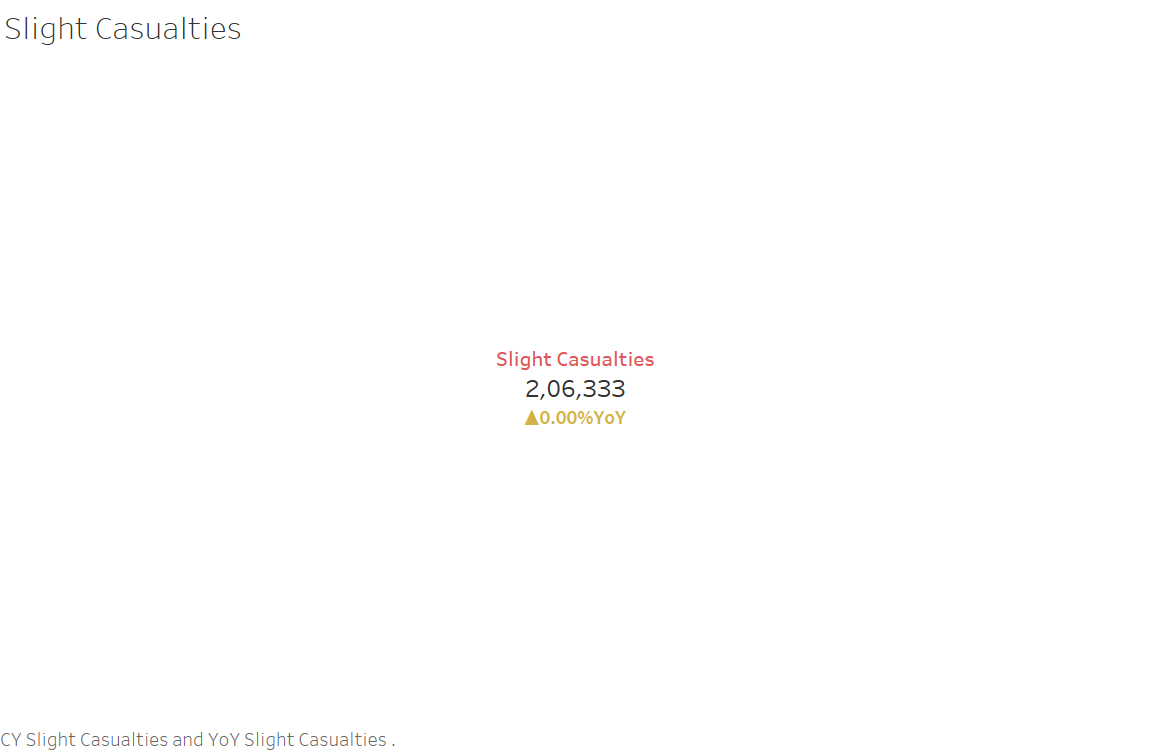 Slight Casualties
Slight Casualties
2,06,333
▲0.00%YoY
CY Slight Casualties and YoY Slight Casualties .